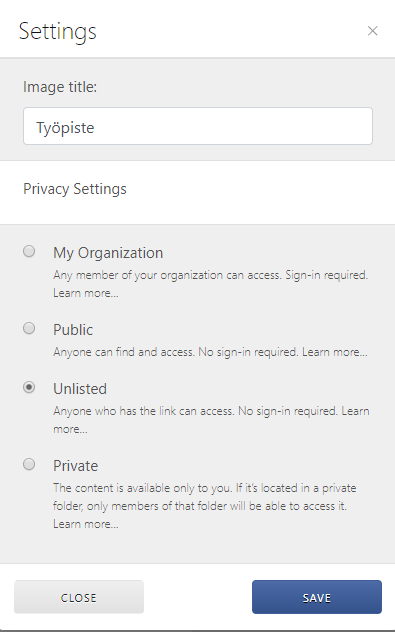 Settings
×
Image title:
Työpiste
Privacy Settings
My Organization
Any member of your organization can access. Sign-in required.
Learn more...
Public
Anyone can find and access. No sign-in required. Learn more...
Unlisted
Anyone who has the link can access. No sign-in required. Learn
more...
Private
The content is available only to you. If it's located in a private
folder, only members of that folder will be able to access it.
Learn more...
CLOSE SAVE